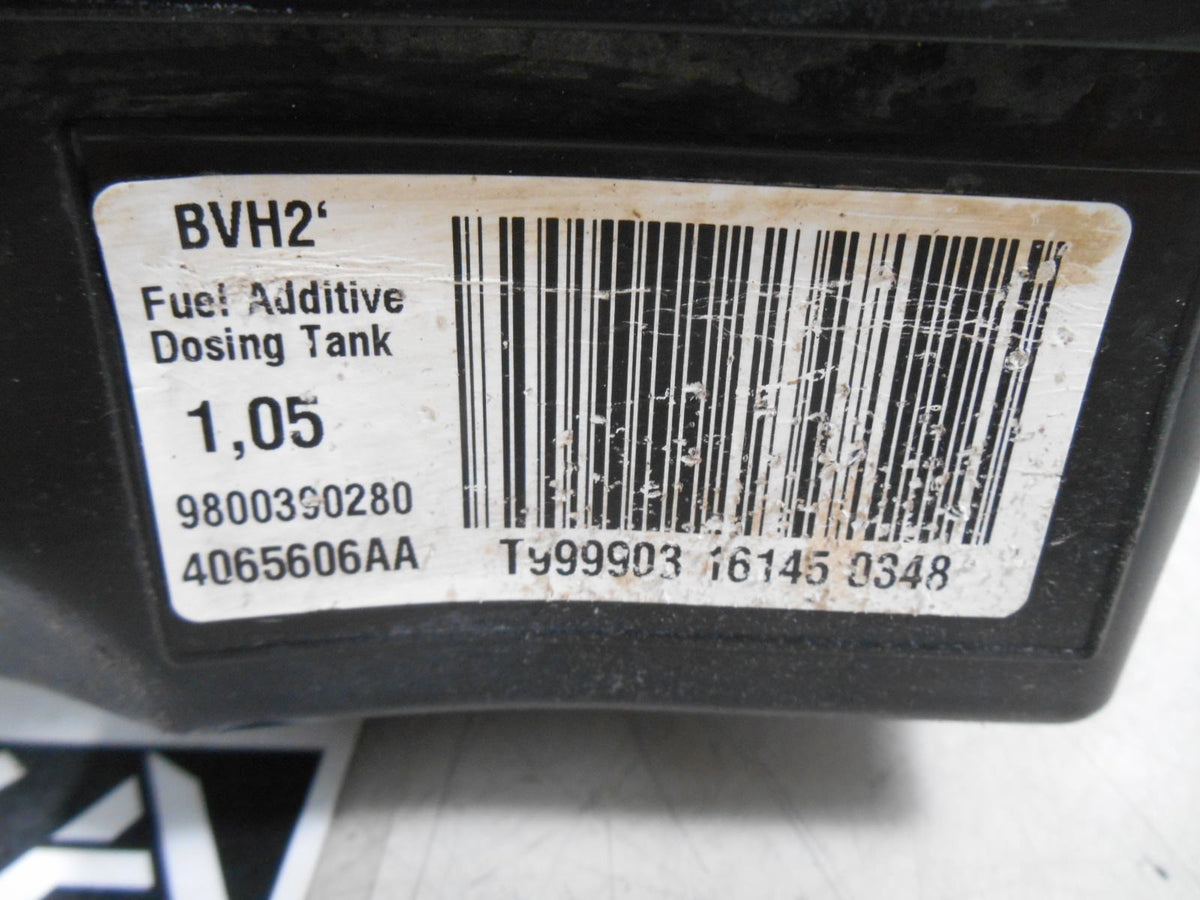 BVH2‘
Fuel Additive
Dosing Tank
1,05
9800390280
4065606AA
T999903 16145 0348